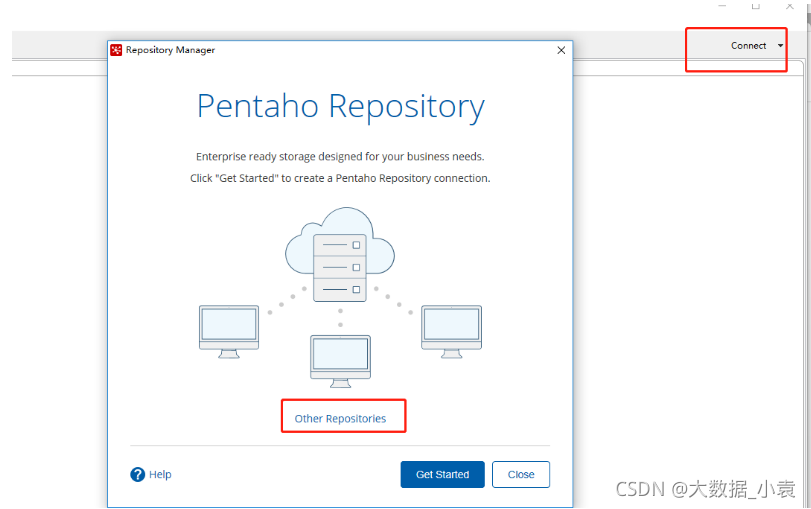 Connect
Repository Manager
Pentaho Repository
Enterprise ready storage designed for your business needs.
Click "Get Started" to create a Pentaho Repository connection.
Other Repositories
? Help
Get Started
Close
CSDN @大数据_小袁